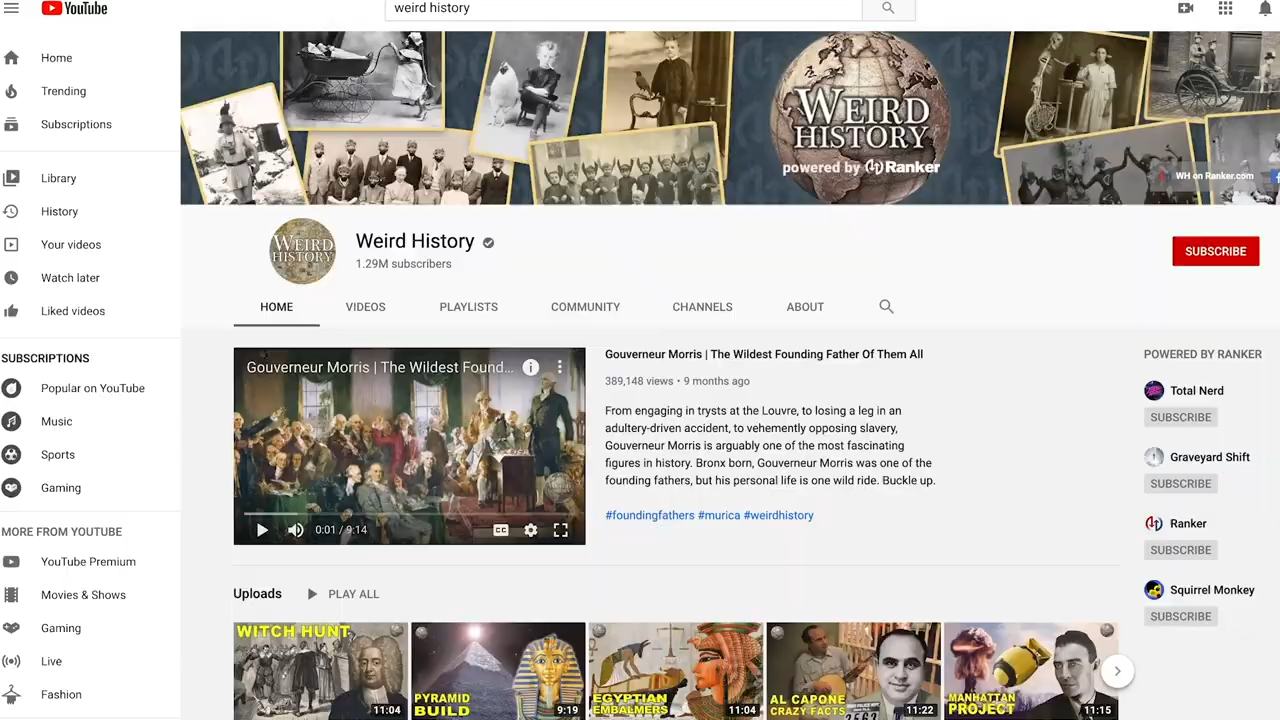 YouTube
weird history
Home
Trending
Subscriptions
Library
History
Your videos
Watch later
Liked videos
SUBSCRIPTIONS
Popular on YouTube
Music
Sports
Gaming
MORE FROM YOUTUBE
YouTube Premium
Movies & Shows
Gaming
Live
Fashion
WEIRD
HISTORY
powered by Ranker
WH on Ranker.com
WEIRD
HISTORY
Weird History
1.29M subscribers
SUBSCRIBE
HOME VIDEOS PLAYLISTS COMMUNITY CHANNELS ABOUT
Gouverneur Morris | The Wildest Found...
0:01 / 9:14
CC
Gouverneur Morris | The Wildest Founding Father Of Them All
389,148 views • 9 months ago
From engaging in trysts at the Louvre, to losing a leg in an
adultery-driven accident, to vehemently opposing slavery,
Gouverneur Morris is arguably one of the most fascinating
figures in history. Bronx born, Gouverneur Morris was one of the
founding fathers, but his personal life is one wild ride. Buckle up.
#foundingfathers #murica #weirdhistory
POWERED BY RANKER
Total Nerd
SUBSCRIBE
Graveyard Shift
SUBSCRIBE
Ranker
SUBSCRIBE
Squirrel Monkey
SUBSCRIBE
Uploads PLAY ALL
WITCH HUNT
11:04
PYRAMID
BUILD
9:19
EGYPTIAN
EMBALMERS
11:04
AL CAPONE
CRAZY FACTS
11:22
MANHATTAN
PROJECT
11:15